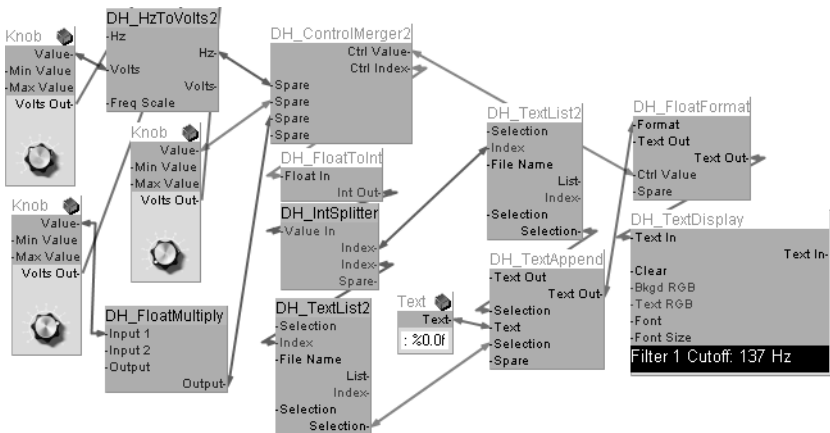 Knob
Value-
-Min Value
-Max Value
Volts Out-
DH_HzToVolts2
-Hz
Hz-
-Volts
Volts-
-Freq Scale
DH_ControlMerger2
Ctrl Value-
Ctrl Index-
-Spare
-Spare
-Spare
-Spare
Knob
Value-
-Min Value
-Max Value
Volts Out-
Knob
Value-
-Min Value
-Max Value
Volts Out-
DH_FloatMultiply
-Input 1
-Input 2
-Output
Output-
DH_FloatToInt
-Float In
Int Out-
DH_IntSplitter
-Value In
Index-
Index-
Spare-
DH_TextList2
-Selection
-Index
-File Name
List-
Index-
-Selection
Selection-
Text
Text-
: %0.0f
DH_TextList2
-Selection
-Index
-File Name
List-
Index-
-Selection
Selection-
DH_TextAppend
-Text Out
Text Out-
-Selection
-Text
-Selection
-Spare
DH_FloatFormat
-Format
-Text Out
Text Out-
-Ctrl Value
-Spare
DH_TextDisplay
-Text In
Text In-
-Clear
-Bkgd RGB
-Text RGB
-Font
-Font Size
Filter 1 Cutoff: 137 Hz